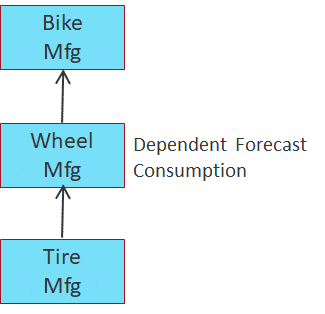 Bike
Mfg
Wheel
Mfg
Dependent Forecast
Consumption
Tire
Mfg